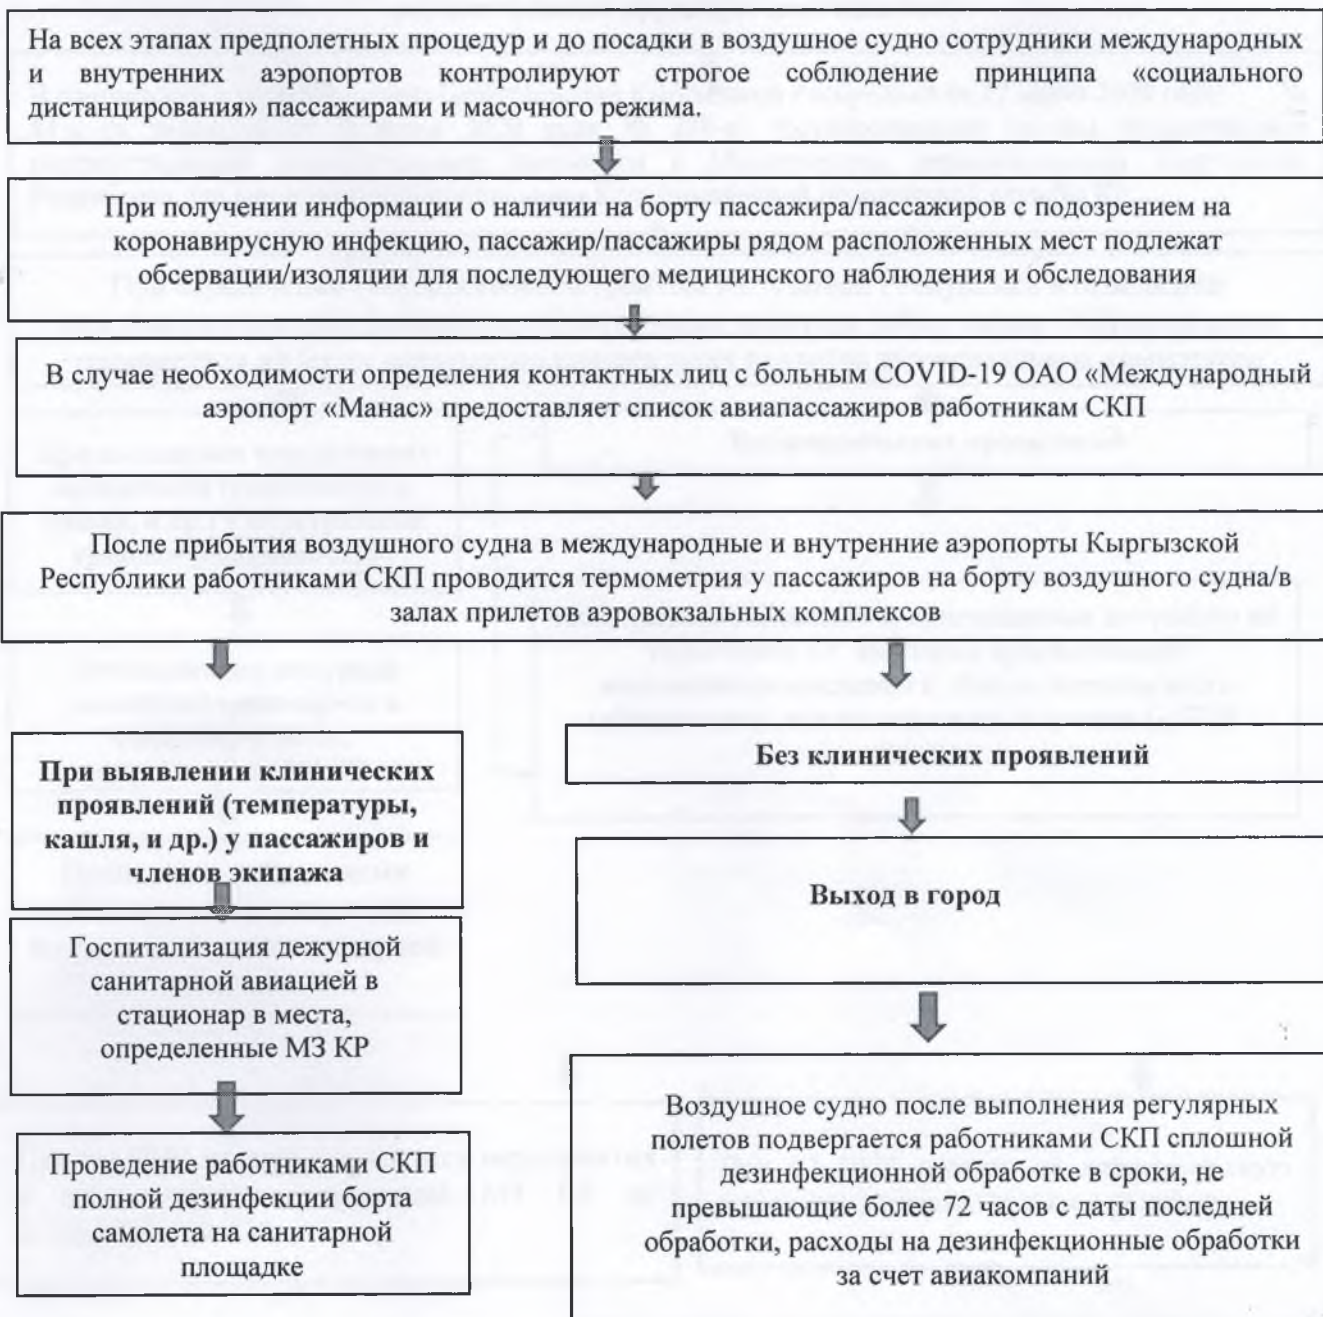 На всех этапах предполетных процедур и до посадки в воздушное судно сотрудники международных
и внутренних аэропортов контролируют строгое соблюдение принципа «социального
дистанцирования» пассажирами и масочного режима.
При получении информации о наличии на борту пассажира/пассажиров с подозрением на
коронавирусную инфекцию, пассажир/пассажиры рядом расположенных мест подлежат
обсервации/изоляции для последующего медицинского наблюдения и обследования
В случае необходимости определения контактных лиц с больным COVID-19 ОАО «Международный
аэропорт «Манас» предоставляет список авиапассажиров работникам СКП
После прибытия воздушного судна в международные и внутренние аэропорты Кыргызской
Республики работниками СКП проводится термометрия у пассажиров на борту воздушного судна/в
залах прилетов аэровокзальных комплексов
При выявлении клинических
проявлений (температуры,
кашля, и др.) у пассажиров и
членов экипажа
Госпитализация дежурной
санитарной авиацией в
стационар в места,
определенные МЗ КР
Проведение работниками СКП
полной дезинфекции борта
самолета на санитарной
площадке
Без клинических проявлений
Выход в город
Воздушное судно после выполнения регулярных
полетов подвергается работниками СКП сплошной
дезинфекционной обработке в сроки, не
превышающие более 72 часов с даты последней
обработки, расходы на дезинфекционные обработки
за счет авиакомпаний